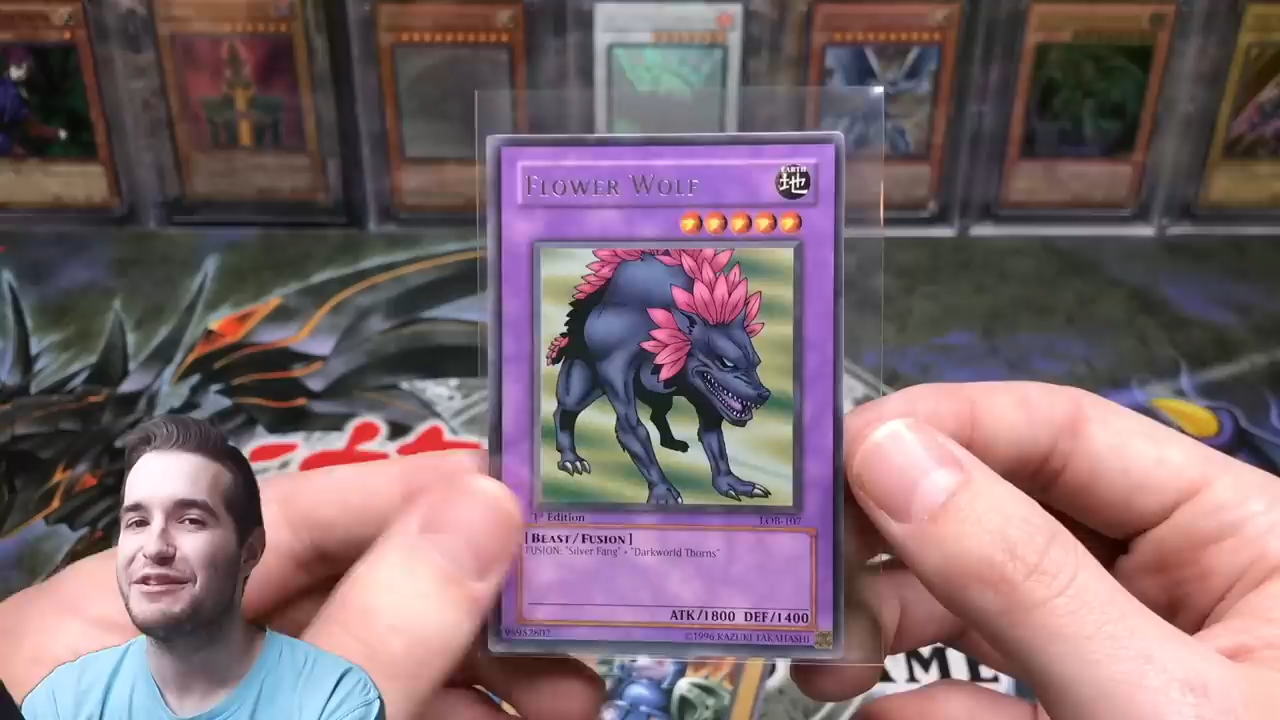 FLOWER WOLF
EARTH
地
1st Edition
LOB-107
[BEAST/FUSION]
FUSION: "Silver Fang" + "Darkworld Thorns"
ATK/1800 DEF/1400
©1996 KAZUKI TAKAHASHI